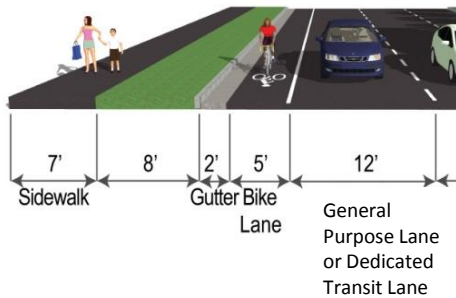 7’ 8’ 2’ 5’ 12’
Sidewalk Gutter Bike
Lane
General
Purpose Lane
or Dedicated
Transit Lane